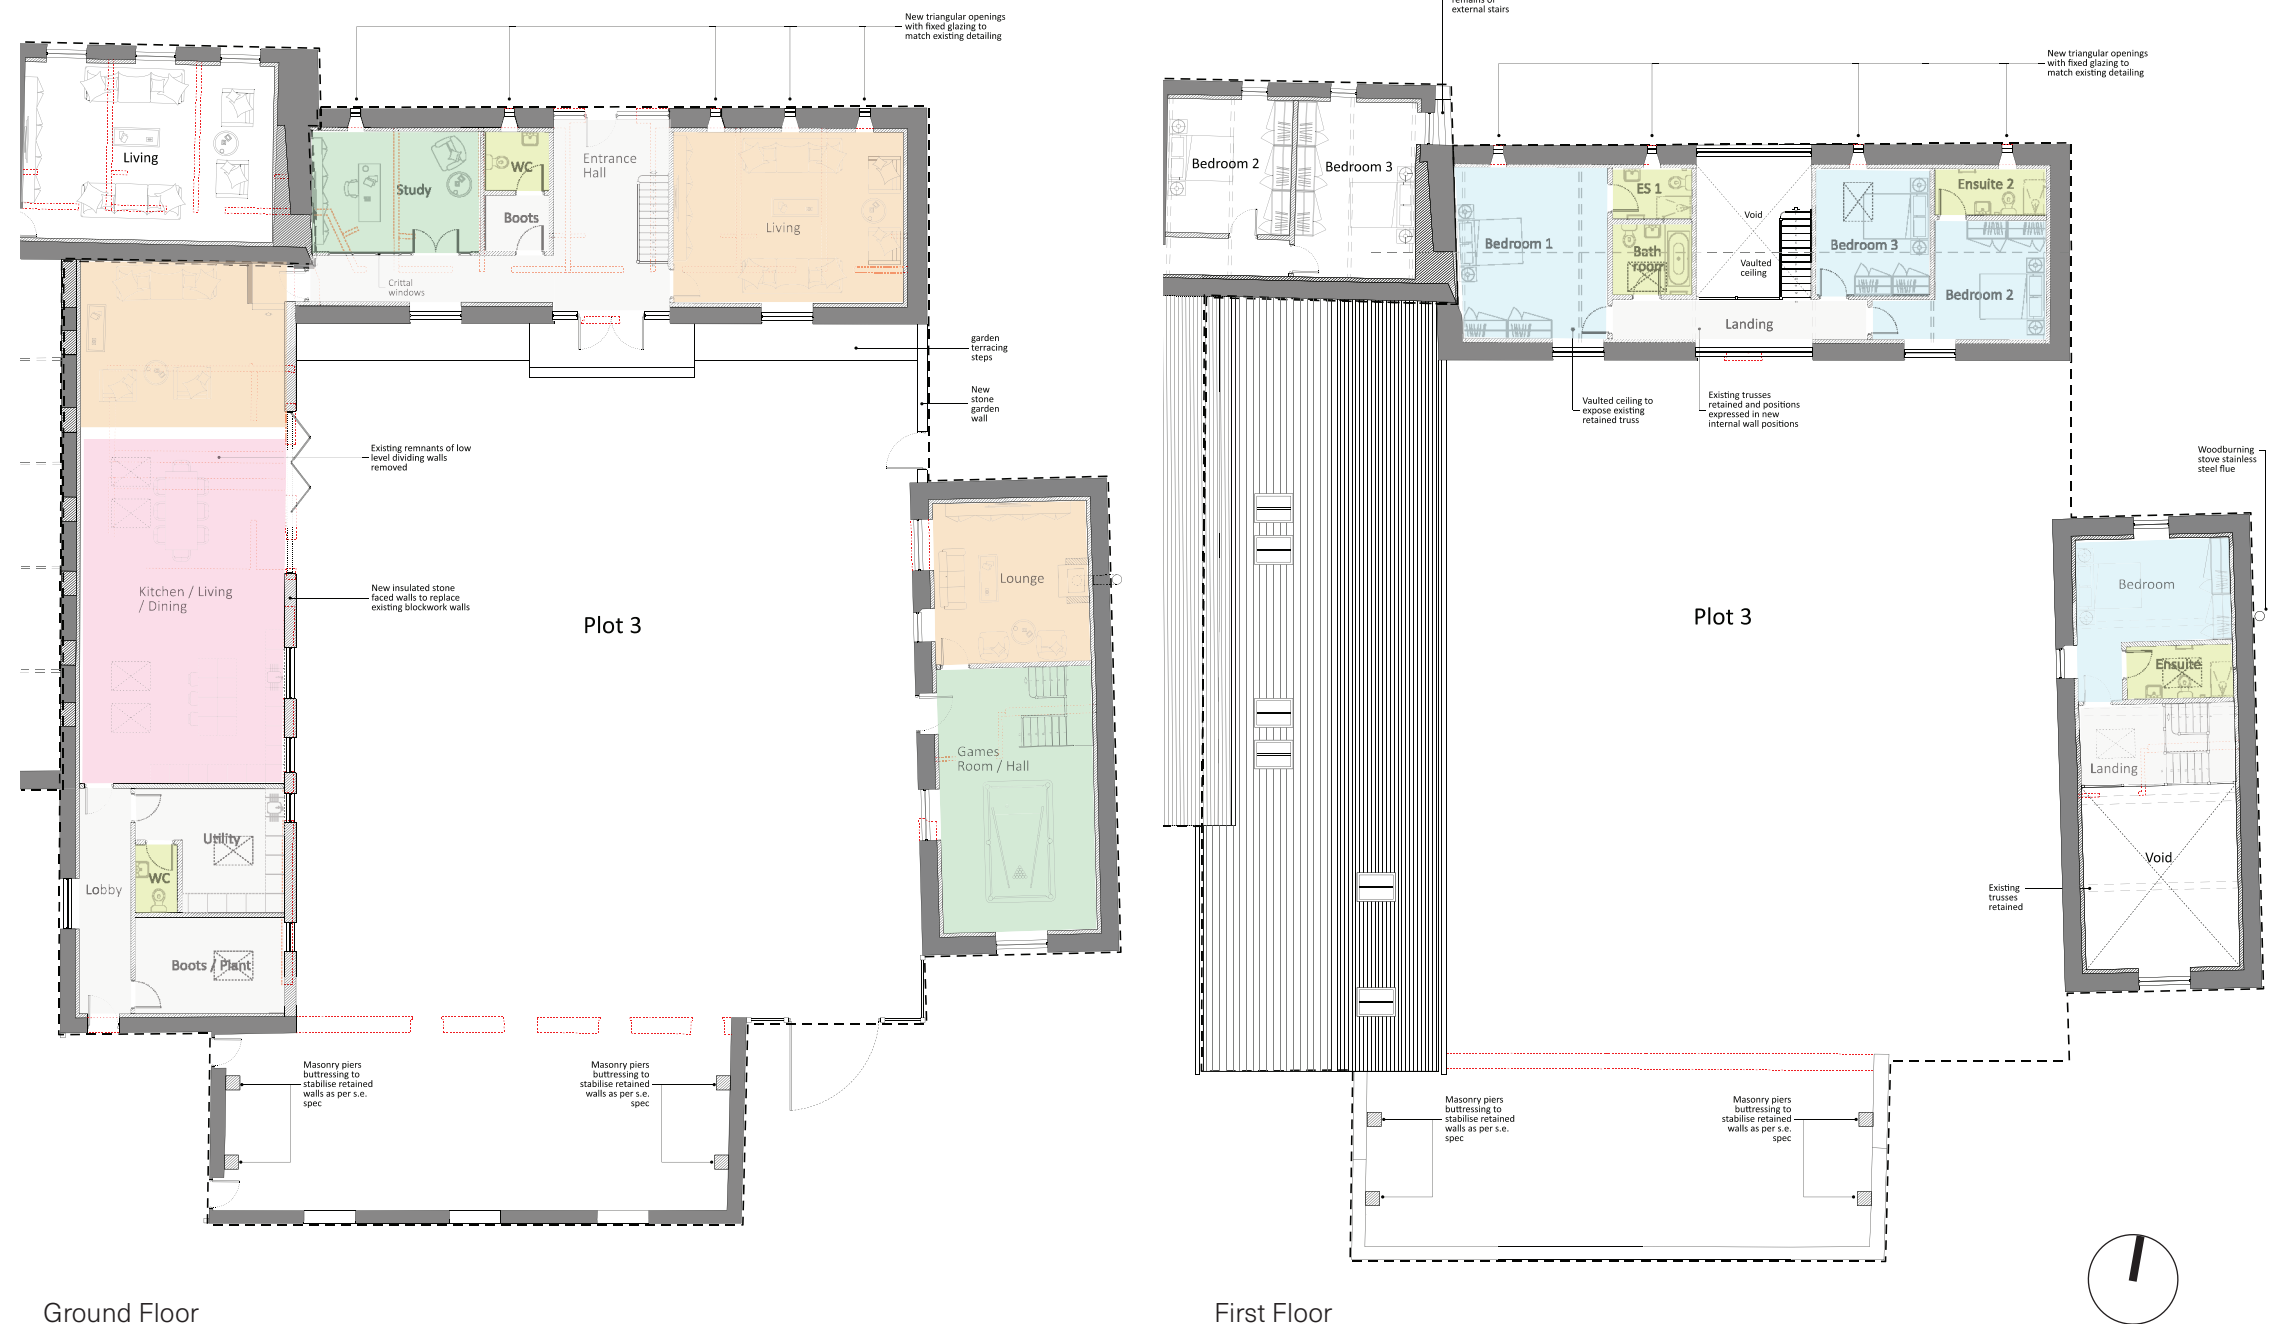 New triangular openings
with fixed glazing to
match existing detailing
Living
Study
WC
Boots
Entrance
Hall
Living
Crittal
windows
garden
terracing
steps
New
stone
garden
wall
Existing remnants of low
level dividing walls
removed
Kitchen / Living
/ Dining
New insulated stone
faced walls to replace
existing blockwork walls
Plot 3
Lounge
Games
Room / Hall
Utility
WC
Lobby
Boots / Plant
Masonry piers
buttressing to
stabilise retained
walls as per s.e.
spec
Masonry piers
buttressing to
stabilise retained
walls as per s.e.
spec
Ground Floor
remains of
external stairs
New triangular openings
with fixed glazing to
match existing detailing
Bedroom 2
Bedroom 3
Bedroom 1
ES 1
Bath
room
Void
Vaulted
ceiling
Bedroom 3
Ensuite 2
Bedroom 2
Landing
Vaulted ceiling to
expose existing
retained truss
Existing trusses
retained and positions
expressed in new
internal wall positions
Woodburning
stove stainless
steel flue
Plot 3
Bedroom
Ensuite
Landing
Void
Existing
trusses
retained
Masonry piers
buttressing to
stabilise retained
walls as per s.e.
spec
Masonry piers
buttressing to
stabilise retained
walls as per s.e.
spec
First Floor